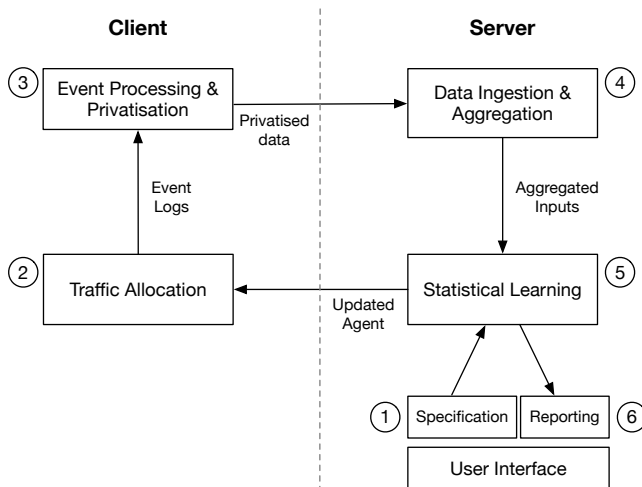 Client
Server
3
Event Processing &
Privatisation
Privatised
data
Data Ingestion &
Aggregation
4
Event
Logs
Aggregated
Inputs
2
Traffic Allocation
Updated
Agent
Statistical Learning
5
1
Specification
Reporting
6
User Interface